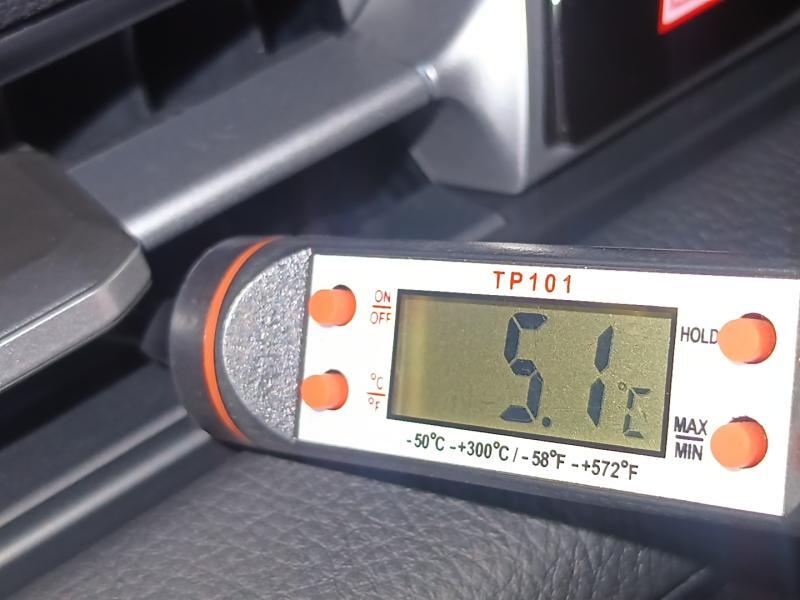 TP101
ON
OFF
°C
°F
5.1°C
HOLD
MAX
MIN
-50°C -+300°C / -58°F -+572°F